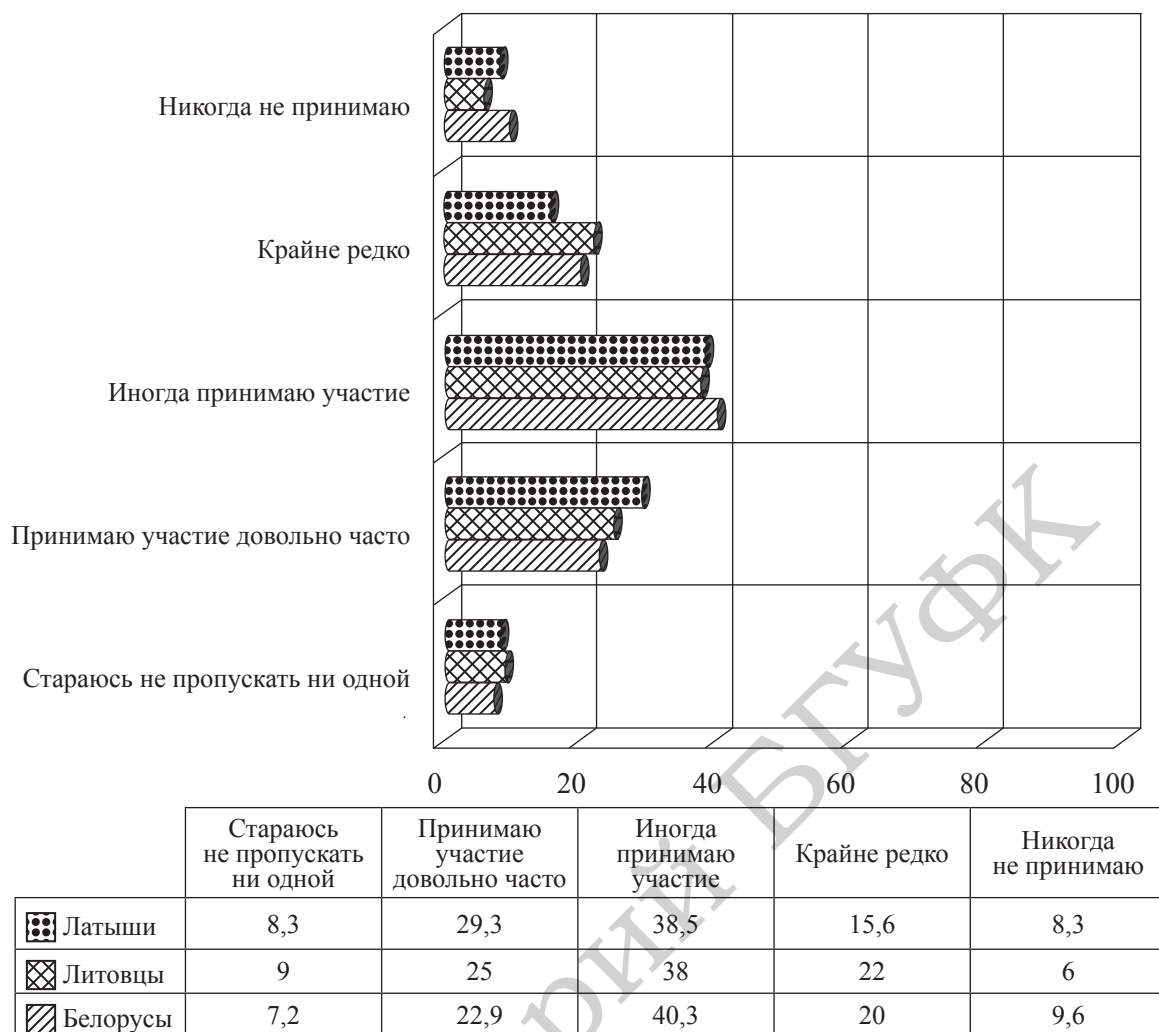 Никогда не принимаю
Крайне редко
Иногда принимаю участие
Принимаю участие довольно часто
Стараюсь не пропускать ни одной
0 20 40 60 80 100
Стараюсь не пропускать ни одной
Принимаю участие довольно часто
Иногда принимаю участие
Крайне редко
Никогда не принимаю
Латыши 8,3 29,3 38,5 15,6 8,3
Литовцы 9 25 38 22 6
Белорусы 7,2 22,9 40,3 20 9,6
рий БГУФК